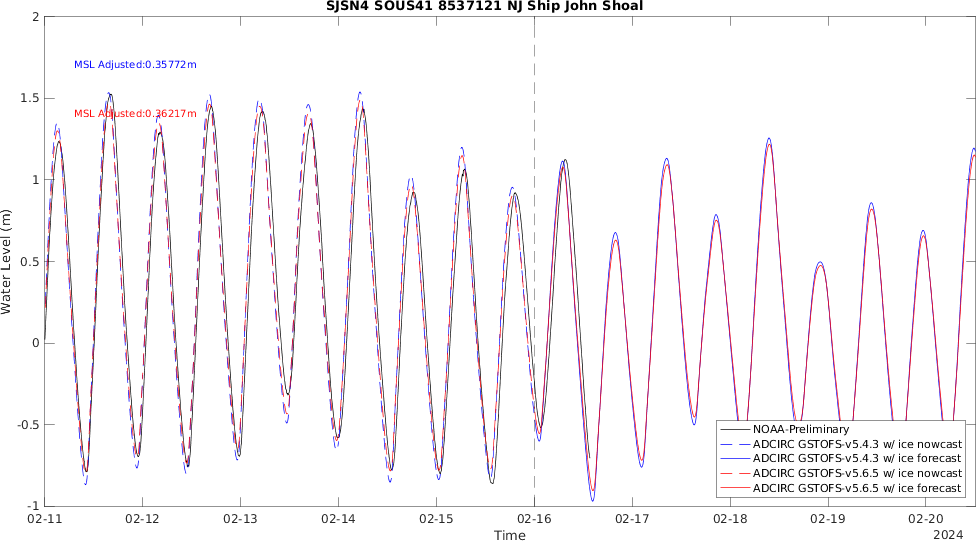 SJSN4 SOUS41 8537121 NJ Ship John Shoal
2
MSL Adjusted:0.35772m
1.5
MSL Adjusted:0.36217m
1
0.5
Water Level (m)
0
-0.5
-1
NOAA-Preliminary
ADCIRC GSTOFS-v5.4.3 w/ ice nowcast
ADCIRC GSTOFS-v5.4.3 w/ ice forecast
ADCIRC GSTOFS-v5.6.5 w/ ice nowcast
ADCIRC GSTOFS-v5.6.5 w/ ice forecast
02-11 02-12 02-13 02-14 02-15 02-16 02-17 02-18 02-19 02-20
Time
2024